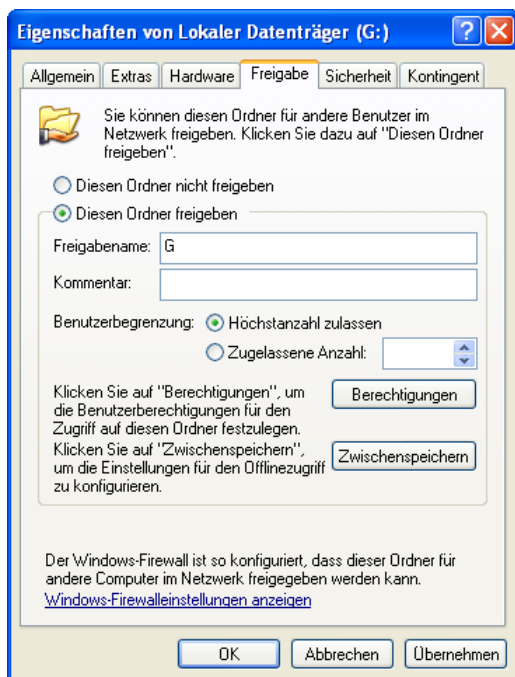 Eigenschaften von Lokaler Datenträger (G:)
Allgemein Extras Hardware Freigabe Sicherheit Kontingent
Sie können diesen Ordner für andere Benutzer im
Netzwerk freigeben. Klicken Sie dazu auf "Diesen Ordner
freigeben".
Diesen Ordner nicht freigeben
Diesen Ordner freigeben
Freigabename: G
Kommentar:
Benutzerbegrenzung: Höchstanzahl zulassen
Zugelassene Anzahl:
Klicken Sie auf "Berechtigungen", um
die Benutzerberechtigungen für den
Zugriff auf diesen Ordner festzulegen.
Berechtigungen
Klicken Sie auf "Zwischenspeichern",
um die Einstellungen für den Offlinezugriff
zu konfigurieren.
Zwischenspeichern
Der Windows-Firewall ist so konfiguriert, dass dieser Ordner für
andere Computer im Netzwerk freigegeben werden kann.
Windows-Firewalleinstellungen anzeigen
OK Abbrechen Übernehmen